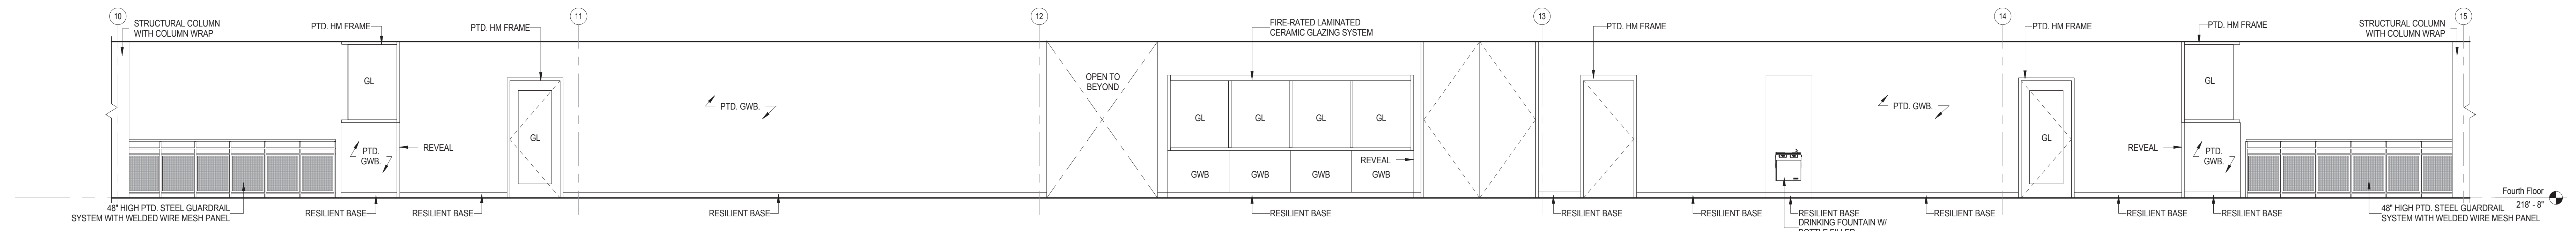 10
11
12
13
14
15
STRUCTURAL COLUMN
WITH COLUMN WRAP
PTD. HM FRAME
PTD. HM FRAME
FIRE-RATED LAMINATED
CERAMIC GLAZING SYSTEM
PTD. HM FRAME
PTD. HM FRAME
PTD. HM FRAME
STRUCTURAL COLUMN
WITH COLUMN WRAP
GL
GL
PTD. GWB.
OPEN TO
BEYOND
GL
GL
GL
GL
PTD. GWB.
GL
GL
PTD.
GWB.
REVEAL
REVEAL
GWB
GWB
GWB
GWB
REVEAL
PTD.
GWB.
48" HIGH PTD. STEEL GUARDRAIL
SYSTEM WITH WELDED WIRE MESH PANEL
RESILIENT BASE
RESILIENT BASE
RESILIENT BASE
RESILIENT BASE
RESILIENT BASE
RESILIENT BASE
RESILIENT BASE
DRINKING FOUNTAIN W/
BOTTLE FILLER
RESILIENT BASE
RESILIENT BASE
RESILIENT BASE
48" HIGH PTD. STEEL GUARDRAIL
SYSTEM WITH WELDED WIRE MESH PANEL
Fourth Floor
218' - 8"